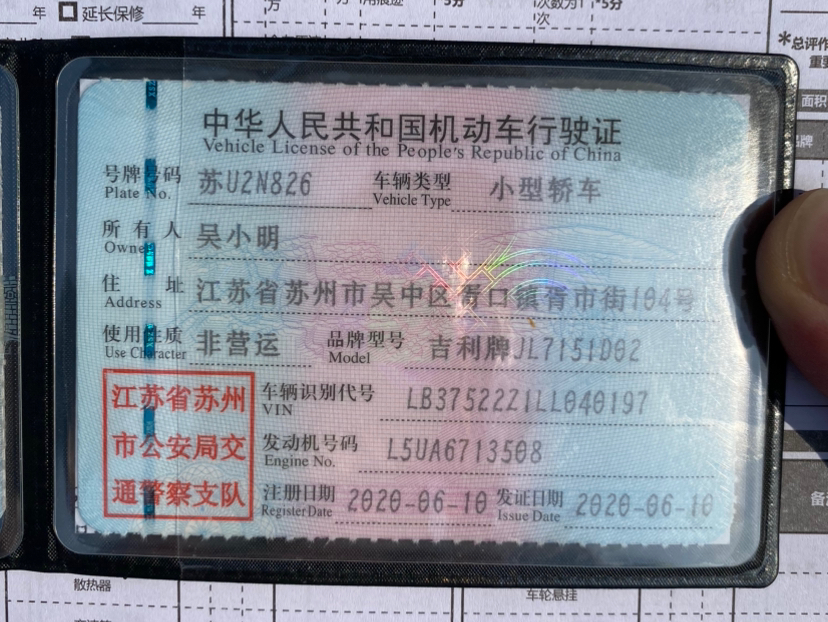 年 延长保修 年
中华人民共和国机动车行驶证
Vehicle License of the People's Republic of China
号牌号码 苏U2N826 车辆类型 小型轿车
Plate No. Vehicle Type
所有人 吴小明
Owner
住址 江苏省苏州市吴中区胥口镇胥市街104号
Address
使用性质 非营运 品牌型号 吉利牌JL7151D02
Use Character Model
江苏省苏州
市公安局交
通警察支队
车辆识别代号 LB37522Z1LL040197
VIN
发动机号码 L5UA6713508
Engine No.
注册日期 2020-06-10 发证日期 2020-06-10
Register Date Issue Date
散热器 车轮悬挂